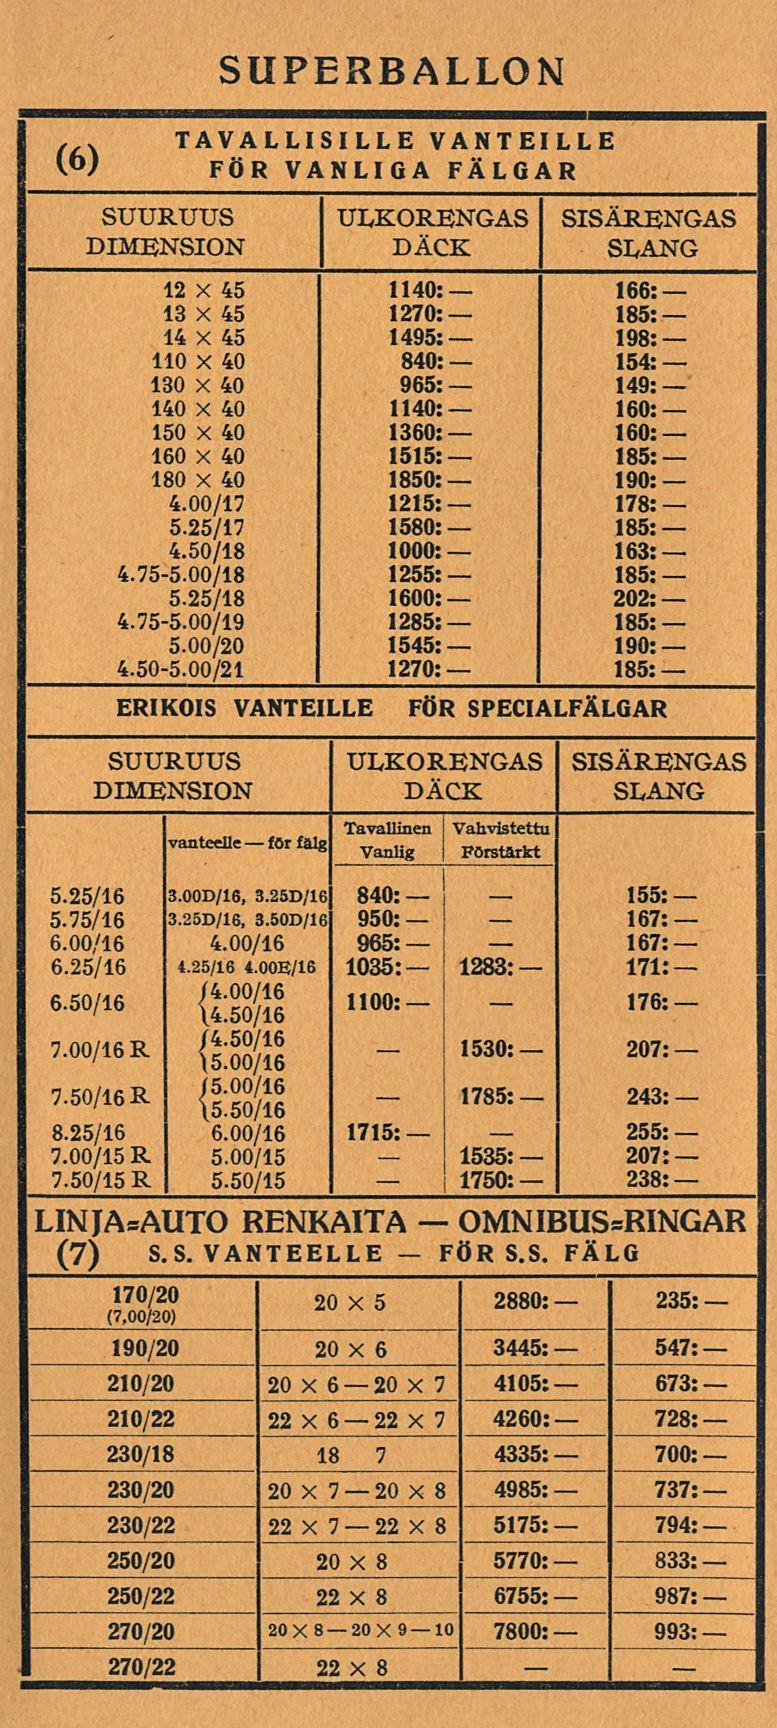 SUPERBALLON
(6) TAVALLISILLE VANTEILLE
FÖR VANLIGA FÄLGAR
SUURUUS ULKORENGAS SISÄRENGAS
DIMENSION DÄCK SLANG
12 × 45 1140: — 166: —
13 × 45 1270: — 185: —
14 × 45 1495: — 198: —
110 × 40 840: — 154: —
130 × 40 965: — 149: —
140 × 40 1140: — 160: —
150 × 40 1360: — 160: —
160 × 40 1515: — 185: —
180 × 40 1850: — 190: —
4.00/17 1215: — 178: —
5.25/17 1580: — 185: —
4.50/18 1000: — 163: —
4.75-5.00/18 1255: — 185: —
5.25/18 1600: — 202: —
4.75-5.00/19 1285: — 185: —
5.00/20 1545: — 190: —
4.50-5.00/21 1270: — 185: —
ERIKOIS VANTEILLE FÖR SPECIALFÄLGAR
SUURUUS ULKORENGAS SISÄRENGAS
DIMENSION DÄCK SLANG
vanteelle — för fälg Tavallinen Vahvistettu
Vanlig Förstärkt
5.25/16 3.00D/16, 3.25D/16 840: — — 155: —
5.75/16 3.25D/16, 3.50D/16 950: — — 167: —
6.00/16 4.00/16 965: — — 167: —
6.25/16 4.25/16 4.00E/16 1035: — 1283: — 171: —
6.50/16 {4.00/16 1100: — — 176: —
4.50/16
7.00/16 R {4.50/16 — 1530: — 207: —
5.00/16
7.50/16 R {5.00/16 — 1785: — 243: —
5.50/16
8.25/16 6.00/16 1715: — — 255: —
7.00/15 R 5.00/15 — 1535: — 207: —
7.50/15 R 5.50/15 — 1750: — 238: —
LINJA=AUTO RENKAITA — OMNIBUS=RINGAR
(7) S.S. VANTEELLE — FÖR S.S. FÄLG
170/20 20 × 5 2880: — 235: —
(7,00/20)
190/20 20 × 6 3445: — 547: —
210/20 20 × 6 — 20 × 7 4105: — 673: —
210/22 22 × 6 — 22 × 7 4260: — 728: —
230/18 18 7 4335: — 700: —
230/20 20 × 7 — 20 × 8 4985: — 737: —
230/22 22 × 7 — 22 × 8 5175: — 794: —
250/20 20 × 8 5770: — 833: —
250/22 22 × 8 6755: — 987: —
270/20 20 × 8 — 20 × 9 — 10 7800: — 993: —
270/22 22 × 8 — —